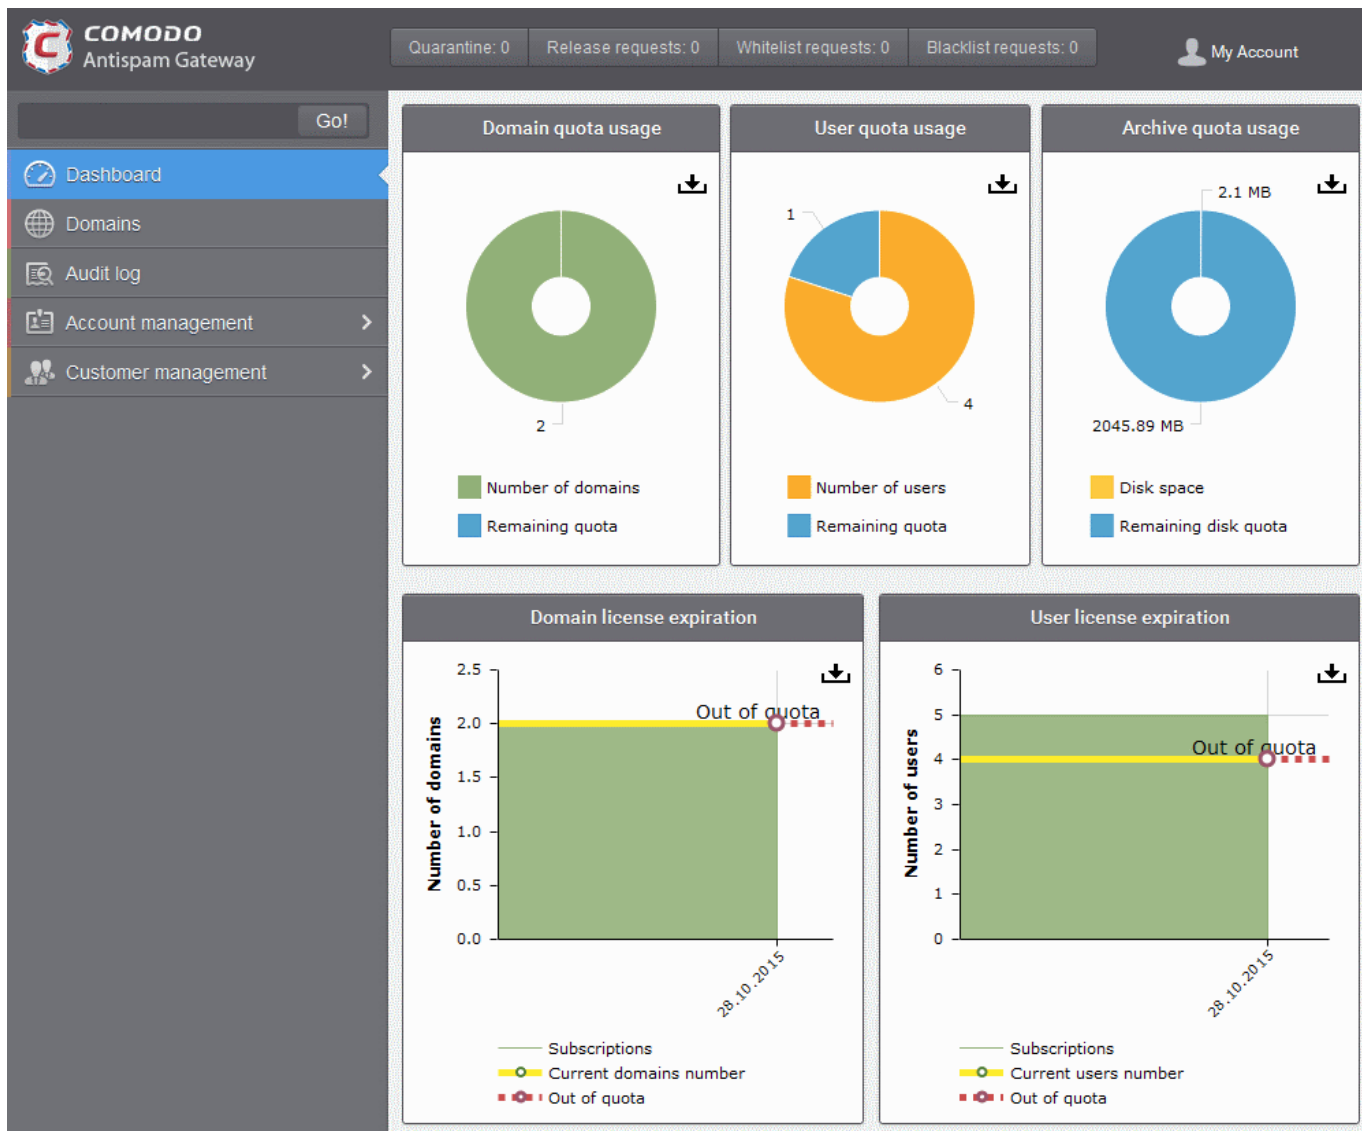 COMODO
Antispam Gateway
Quarantine: 0
Release requests: 0
Whitelist requests: 0
Blacklist requests: 0
My Account
Go!
Dashboard
Domains
Audit log
Account management
Customer management
Domain quota usage
2
Number of domains
Remaining quota
User quota usage
1
4
Number of users
Remaining quota
Archive quota usage
2.1 MB
2045.89 MB
Disk space
Remaining disk quota
Domain license expiration
Number of domains
2.5
2.0
1.5
1.0
0.5
0.0
Out of quota
28.10.2015
Subscriptions
Current domains number
Out of quota
User license expiration
Number of users
6
5
4
3
2
1
0
Out of quota
28.10.2015
Subscriptions
Current users number
Out of quota